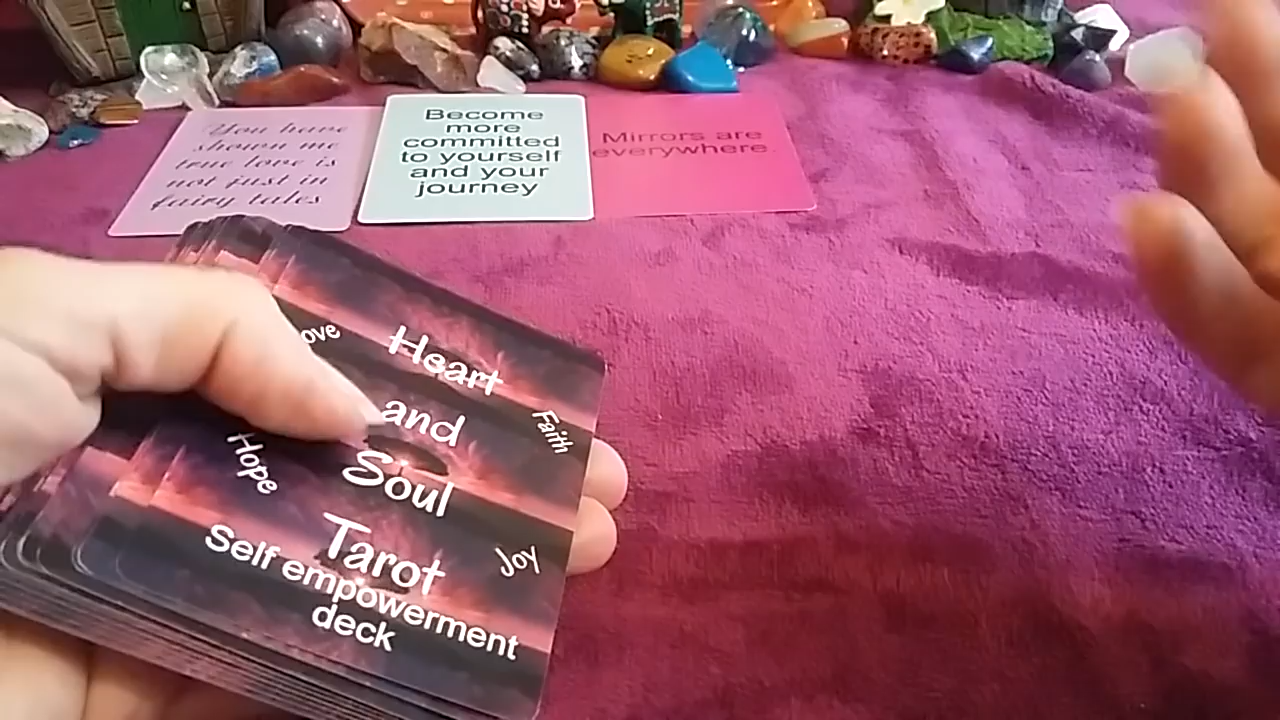 You have
shown me
true love is
not just in
fairy tales
Become
more
committed
to yourself
and your
journey
Mirrors are
everywhere.
Heart
and
Soul
Tarot
Self empowerment
deck
Faith
Hope
Joy